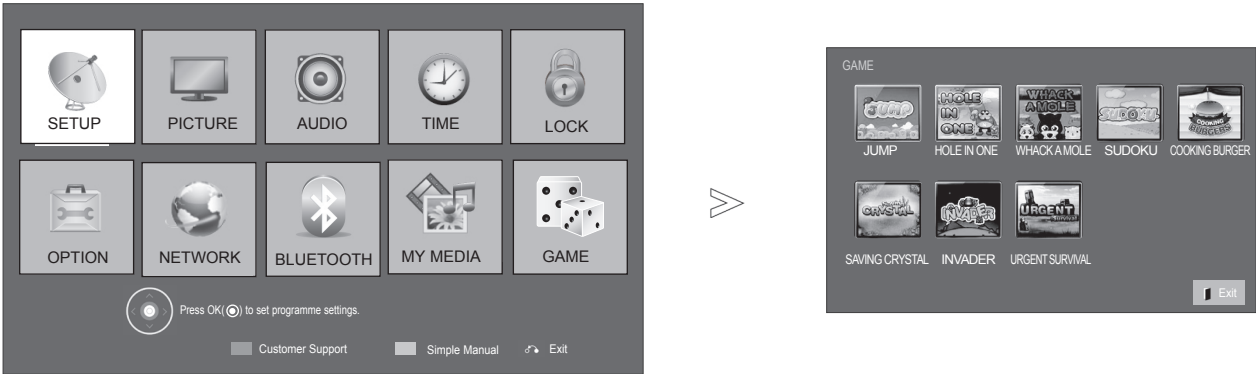 SETUP PICTURE AUDIO TIME LOCK
OPTION NETWORK BLUETOOTH MY MEDIA GAME
Press OK( ) to set programme settings.
Customer Support Simple Manual Exit
GAME
JUMP HOLE IN ONE WHACK A MOLE SUDOKU COOKING BURGERS
JUMP HOLE IN ONE WHACK A MOLE SUDOKU COOKING BURGER
CRYSTAL INVADER URGENT Survival
SAVING CRYSTAL INVADER URGENT SURVIVAL
Exit